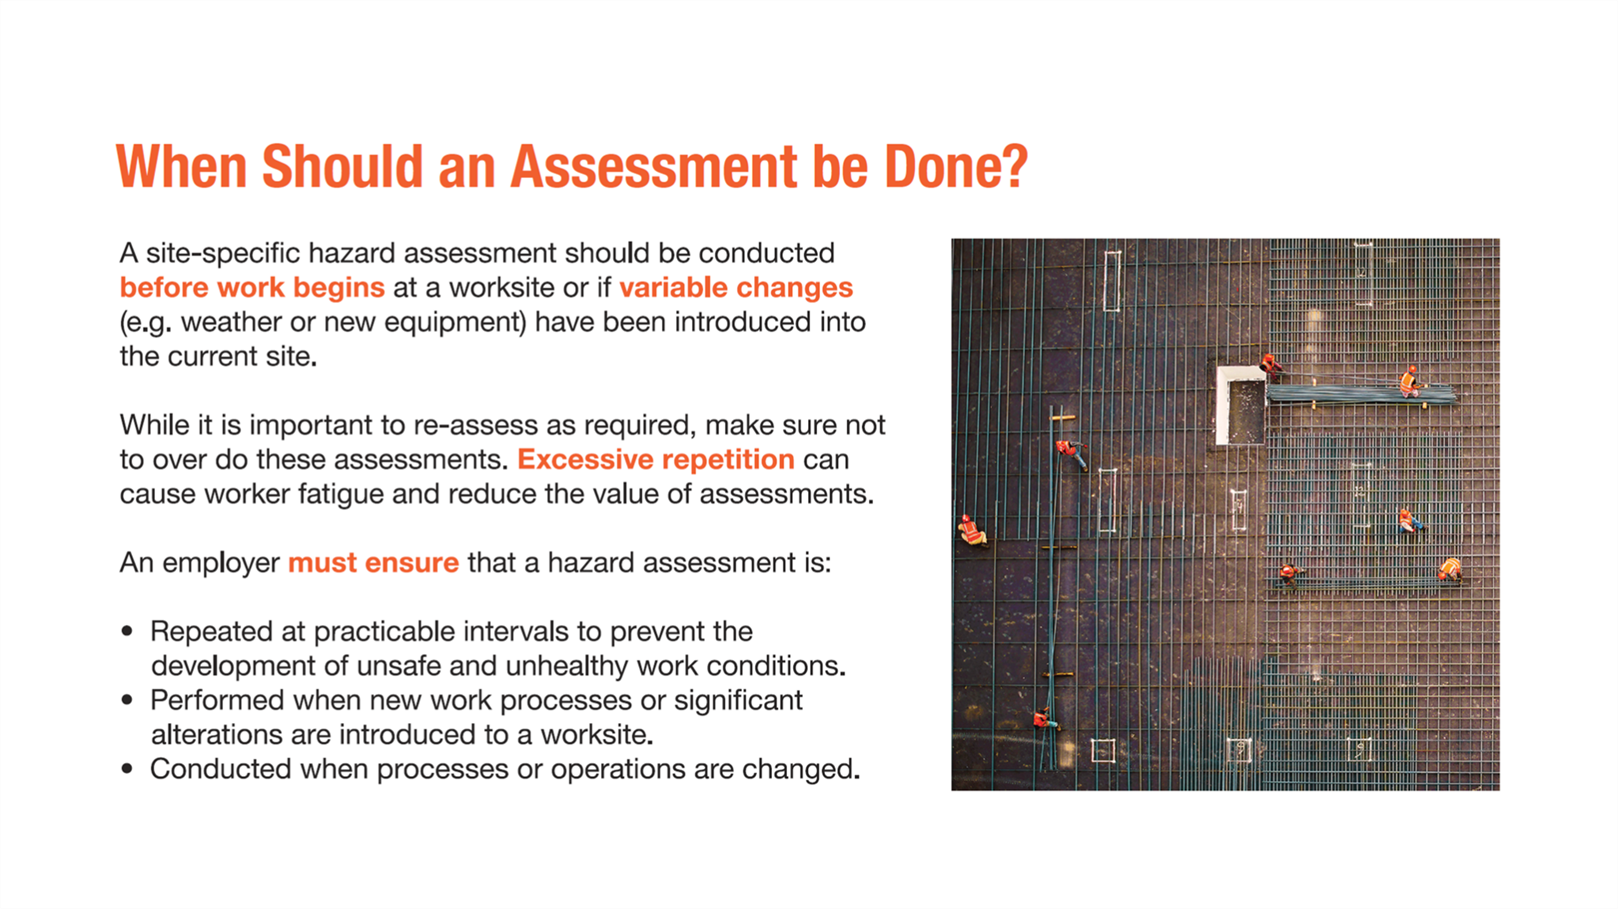 When Should an Assessment be Done?
A site-specific hazard assessment should be conducted
before work begins at a worksite or if variable changes
(e.g. weather or new equipment) have been introduced into
the current site.
While it is important to re-assess as required, make sure not
to over do these assessments. Excessive repetition can
cause worker fatigue and reduce the value of assessments.
An employer must ensure that a hazard assessment is:
• Repeated at practicable intervals to prevent the
development of unsafe and unhealthy work conditions.
• Performed when new work processes or significant
alterations are introduced to a worksite.
• Conducted when processes or operations are changed.